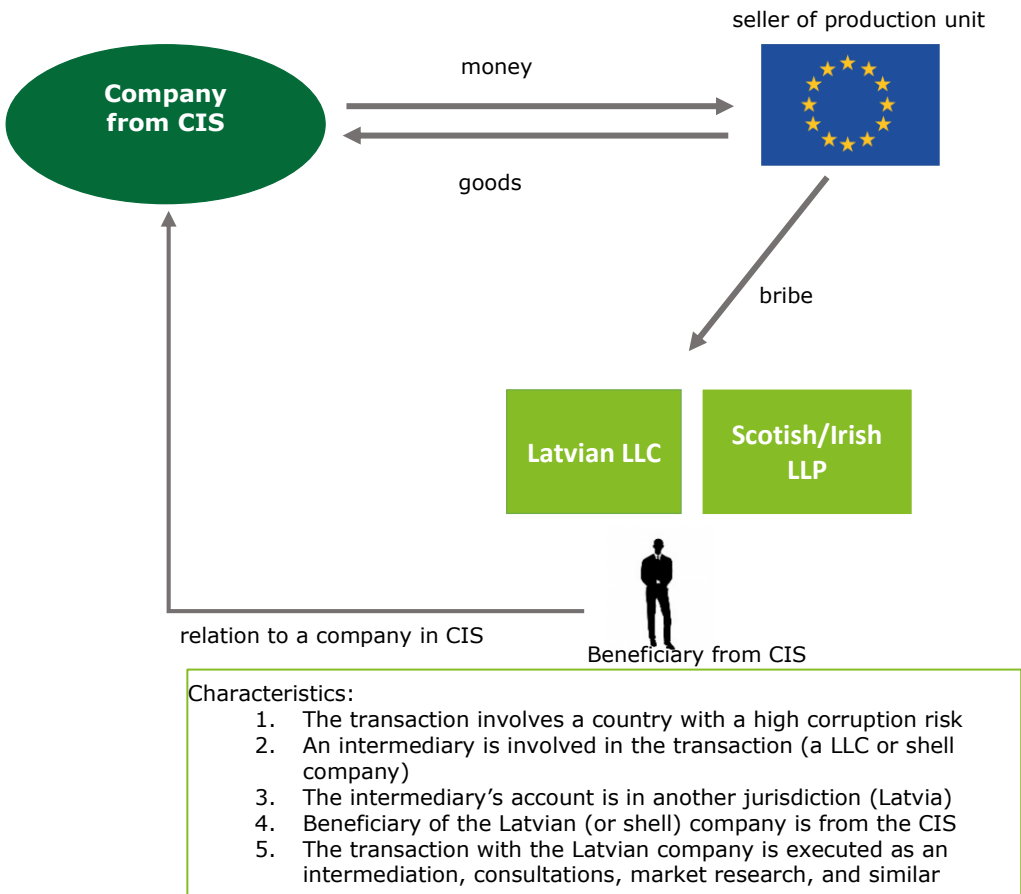 seller of production unit
money
Company
from CIS
goods
bribe
Latvian LLC
Scotish/Irish
LLP
relation to a company in CIS
Beneficiary from CIS
Characteristics:
1. The transaction involves a country with a high corruption risk
2. An intermediary is involved in the transaction (a LLC or shell
company)
3. The intermediary’s account is in another jurisdiction (Latvia)
4. Beneficiary of the Latvian (or shell) company is from the CIS
5. The transaction with the Latvian company is executed as an
intermediation, consultations, market research, and similar